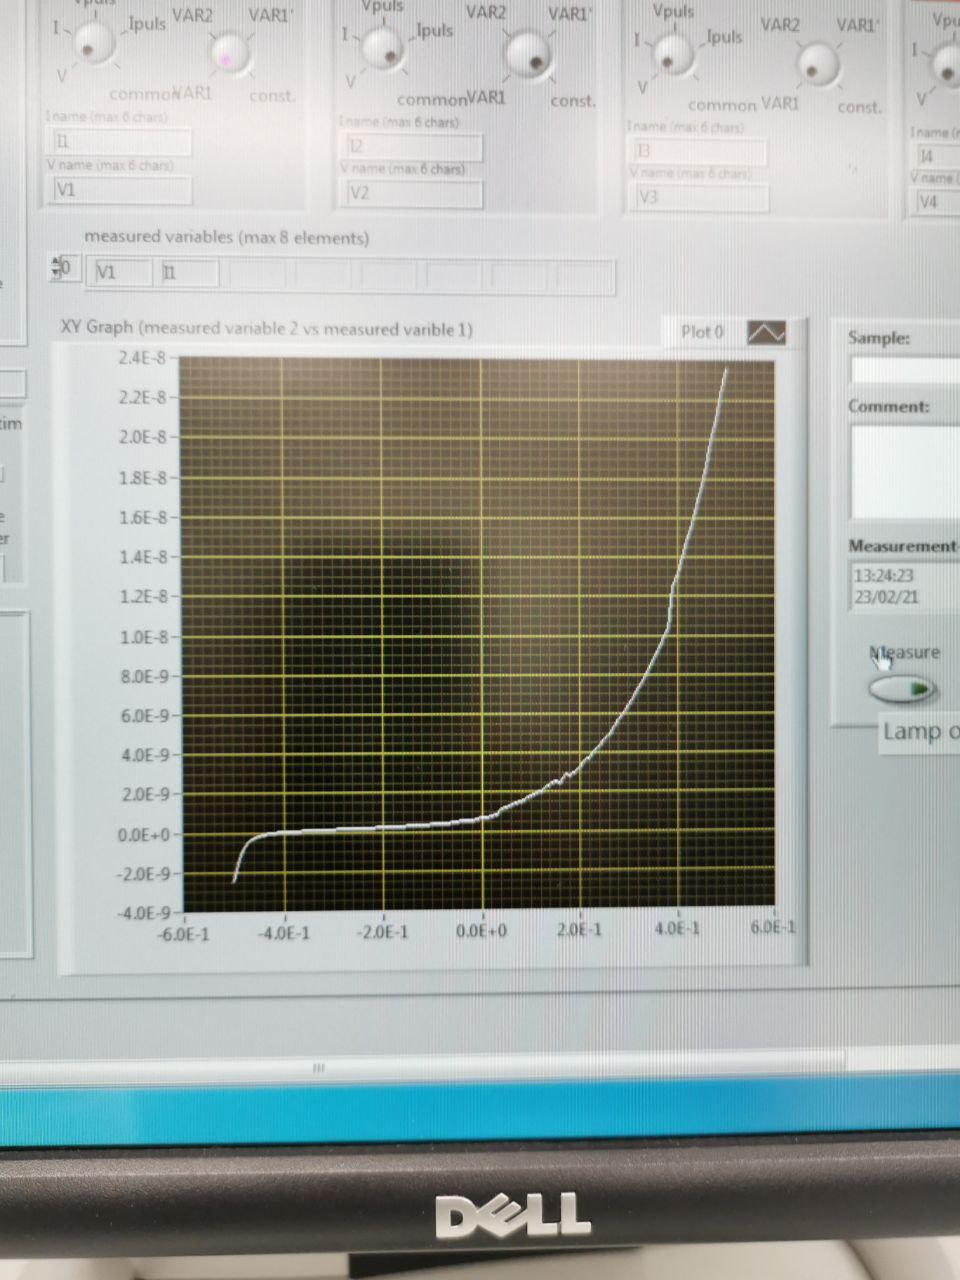 Vpuls Vpuls Vpuls Vpu
I Ipuls VAR2 VAR1' I Ipuls VAR2 VAR1' I Ipuls VAR2 VAR1' I
V common VAR1 const. V common VAR1 const. V common VAR1 const. V
I name (max 6 chars) I name (max 6 chars) I name (max 6 chars) I name (
I1 I2 I3 I4
V name (max 6 chars) V name (max 6 chars) V name (max 6 chars) V name (
V1 V2 V3 V4
measured variables (max 8 elements)
0 V1 I1
XY Graph (measured variable 2 vs measured varible 1)
Plot 0
2.4E-8
2.2E-8
2.0E-8
1.8E-8
1.6E-8
1.4E-8
1.2E-8
1.0E-8
8.0E-9
6.0E-9
4.0E-9
2.0E-9
0.0E+0
-2.0E-9
-4.0E-9
-6.0E-1 -4.0E-1 -2.0E-1 0.0E+0 2.0E-1 4.0E-1 6.0E-1
tim
e
er
Sample:
Comment:
Measurement
13:24:23
23/02/21
Measure
Lamp o
DELL